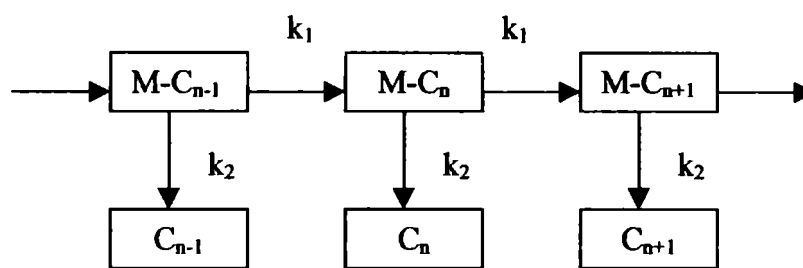 k₁ k₁
M-Cₙ₋₁ M-Cₙ M-Cₙ₊₁
k₂ k₂ k₂
Cₙ₋₁ Cₙ Cₙ₊₁